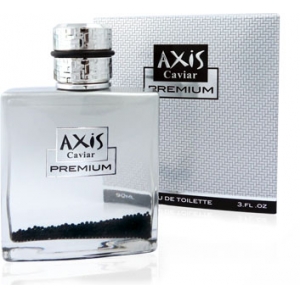 AXiS
Caviar
PREMIUM
90ML
AXiS
Caviar
PREMIUM
EAU DE TOILETTE
3.FL.OZ